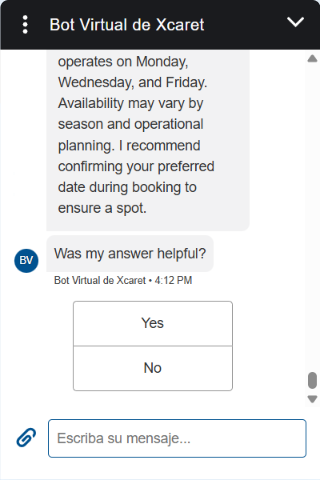 Bot Virtual de Xcaret
operates on Monday,
Wednesday, and Friday.
Availability may vary by
season and operational
planning. I recommend
confirming your preferred
date during booking to
ensure a spot.
Was my answer helpful?
BV
Bot Virtual de Xcaret • 4:12 PM
Yes
No
Escriba su mensaje...